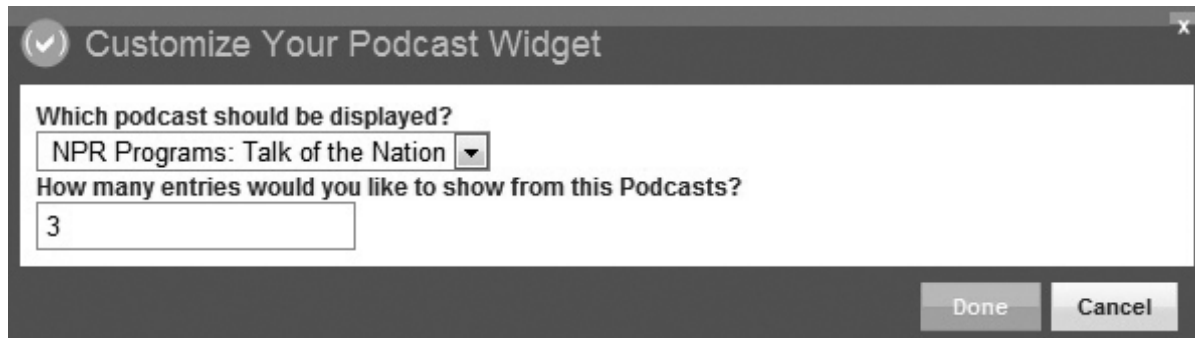 Customize Your Podcast Widget
x
Which podcast should be displayed?
NPR Programs: Talk of the Nation
How many entries would you like to show from this Podcasts?
3
Done
Cancel